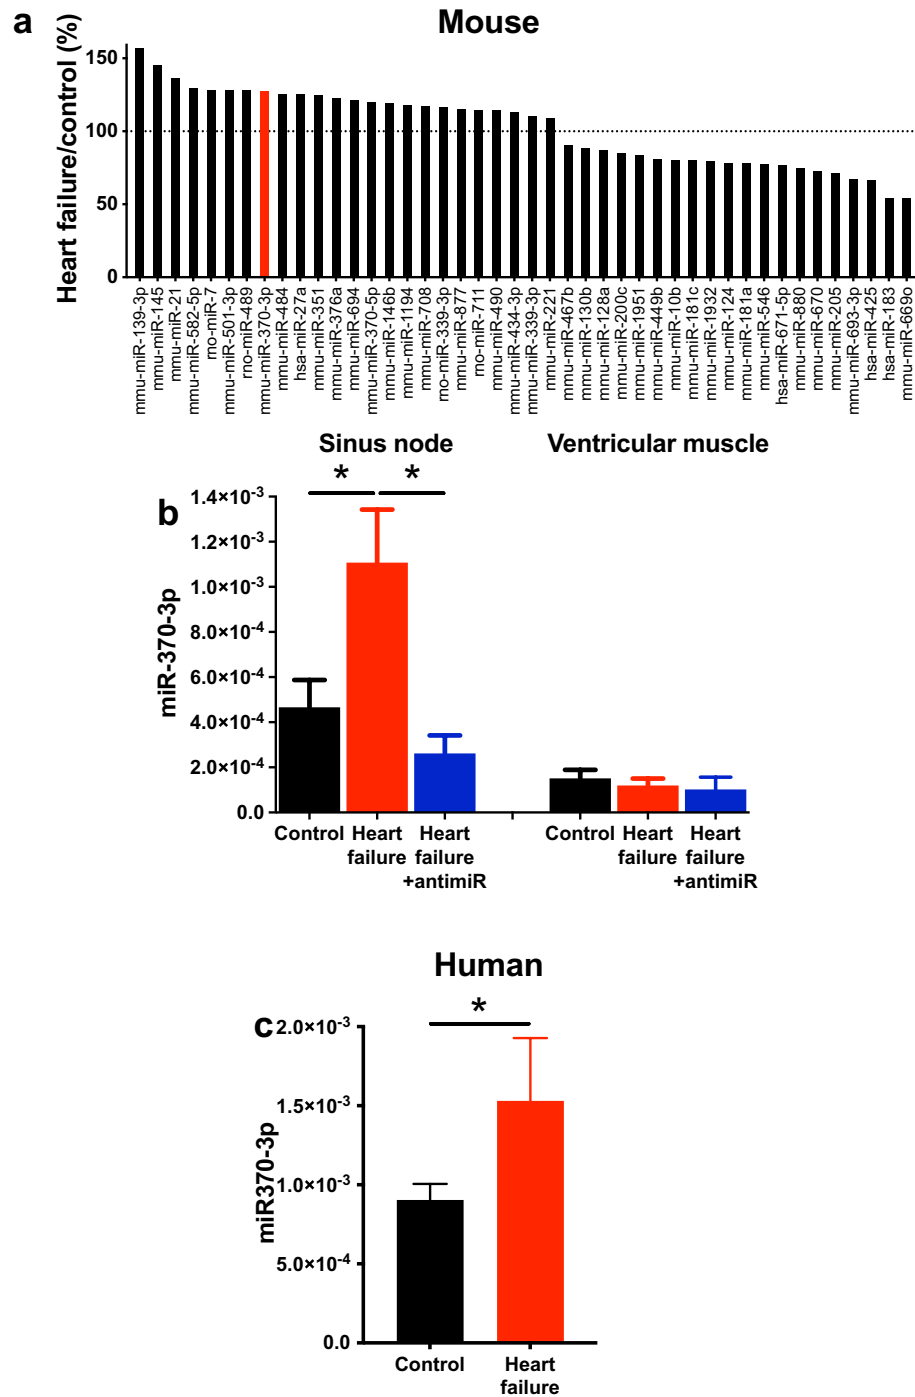 a
Mouse
Heart failure/control (%)
150
100
50
0
mmu-miR-139-3p
mmu-miR-145
mmu-miR-21
mmu-miR-582-5p
rno-miR-7
mmu-miR-501-3p
rno-miR-489
mmu-miR-370-3p
mmu-miR-484
hsa-miR-27a
mmu-miR-351
mmu-miR-376a
mmu-miR-694
mmu-miR-370-5p
mmu-miR-146b
mmu-miR-1194
mmu-miR-708
rno-miR-339-3p
mmu-miR-877
rno-miR-711
mmu-miR-490
mmu-miR-434-3p
mmu-miR-339-3p
mmu-miR-221
mmu-miR-467b
mmu-miR-130b
mmu-miR-128a
mmu-miR-200c
mmu-miR-1951
mmu-miR-449b
mmu-miR-10b
mmu-miR-181c
mmu-miR-1932
mmu-miR-124
mmu-miR-181a
mmu-miR-546
hsa-miR-671-5p
mmu-miR-880
mmu-miR-670
mmu-miR-205
mmu-miR-693-3p
hsa-miR-425
hsa-miR-183
mmu-miR-669o
Sinus node
Ventricular muscle
* *
b
miR-370-3p
1.4×10⁻³
1.2×10⁻³
1.0×10⁻³
8.0×10⁻⁴
6.0×10⁻⁴
4.0×10⁻⁴
2.0×10⁻⁴
0.0
Control Heart failure Heart failure +antimiR
Control Heart failure Heart failure +antimiR
Human
*
c
miR370-3p
2.0×10⁻³
1.5×10⁻³
1.0×10⁻³
5.0×10⁻⁴
0.0
Control Heart failure